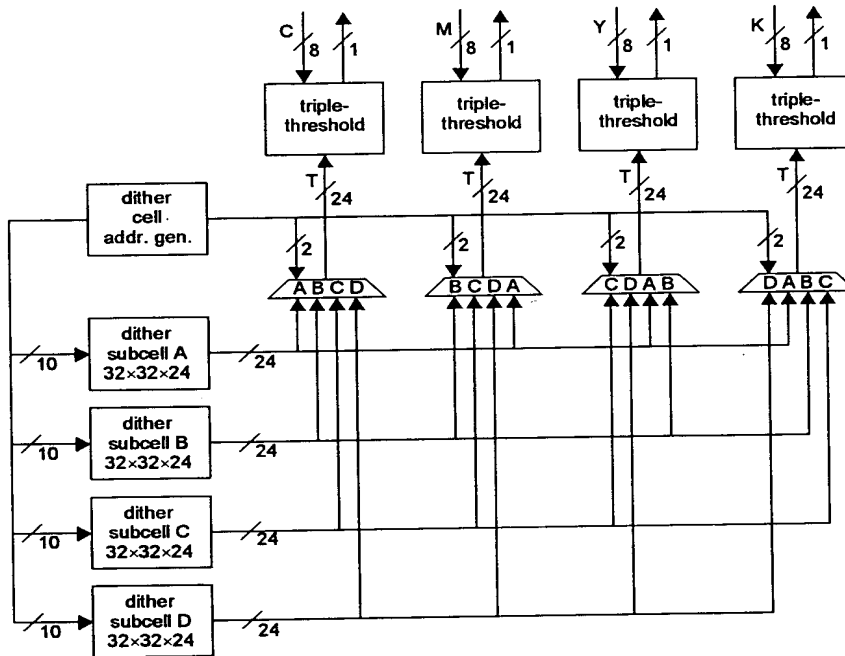 C 8 1 M 8 1 Y 8 1 K 8 1
triple-
threshold
triple-
threshold
triple-
threshold
triple-
threshold
T 24 T 24 T 24 T 24
dither
cell
addr. gen.
2 2 2 2
A B C D B C D A C D A B D A B C
dither
subcell A
32×32×24
10 24
dither
subcell B
32×32×24
10 24
dither
subcell C
32×32×24
10 24
dither
subcell D
32×32×24
10 24